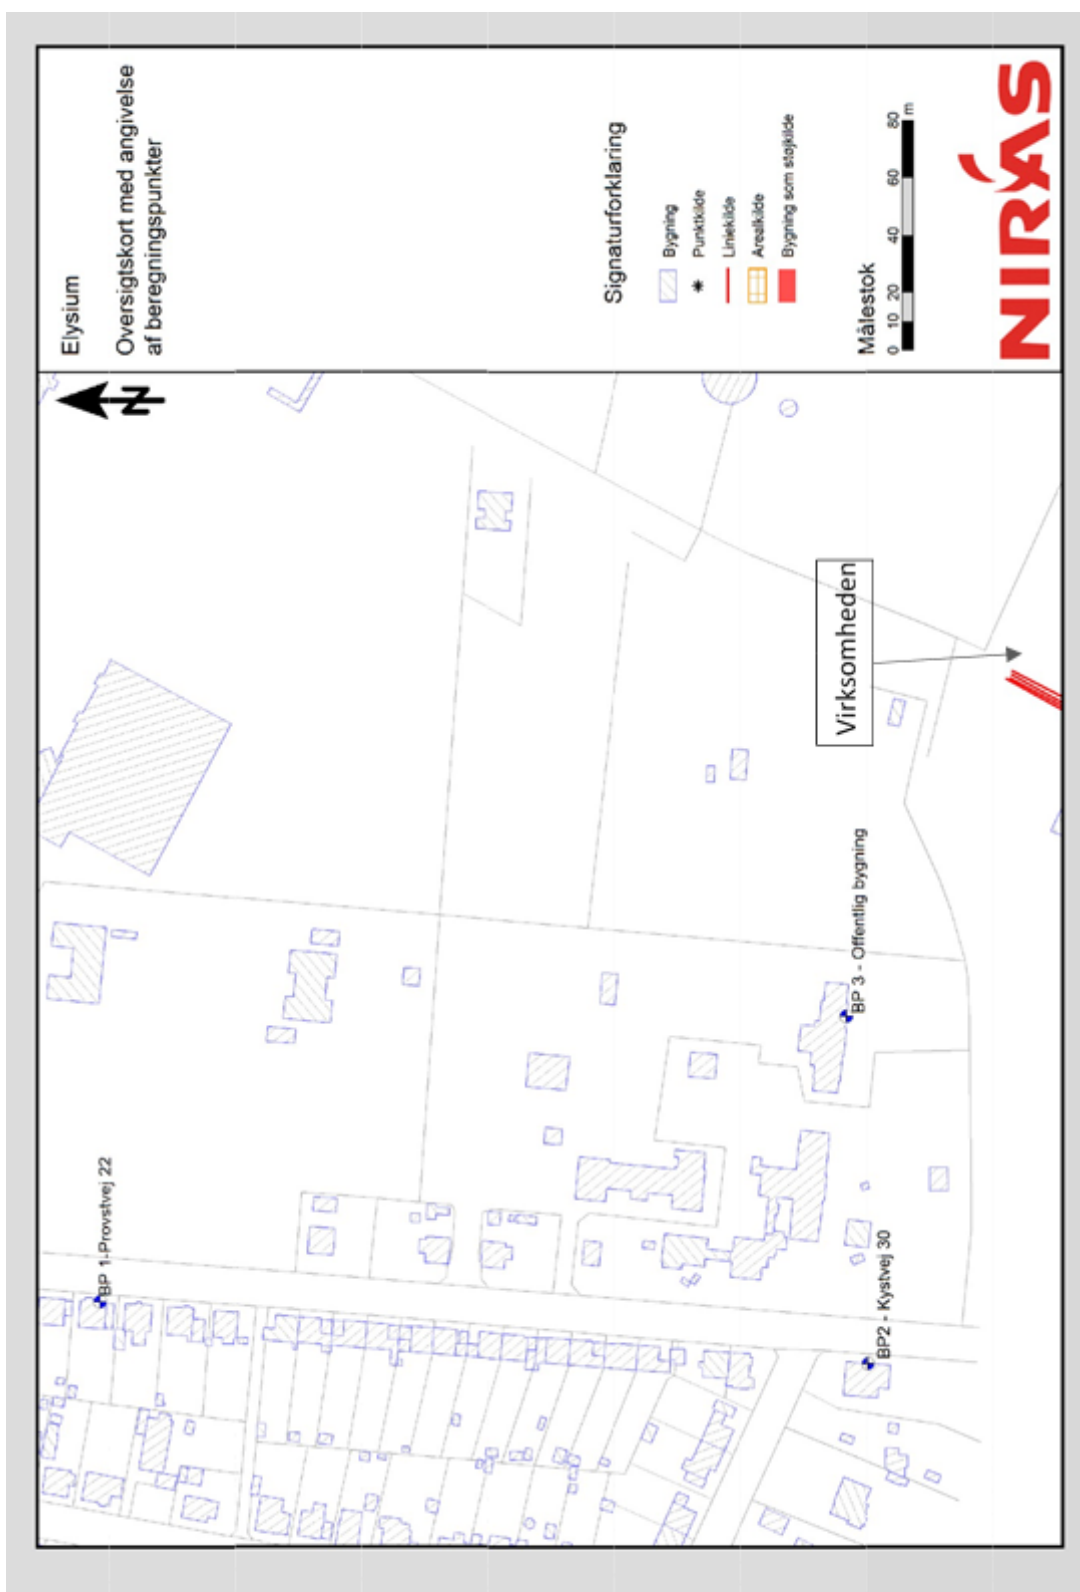 Elysium
Oversigtskort med angivelse
af beregningspunkter
Signaturforklaring
Bygning
Punktkilde
Liniekilde
Arealkilde
Bygning som støjkilde
Målestok
0 10 20 40 60 80
m
NIRAS
N
Virksomheden
BP 3 - Offentlig bygning
BP 1-Provstvej 22
BP2 - Kystvej 30